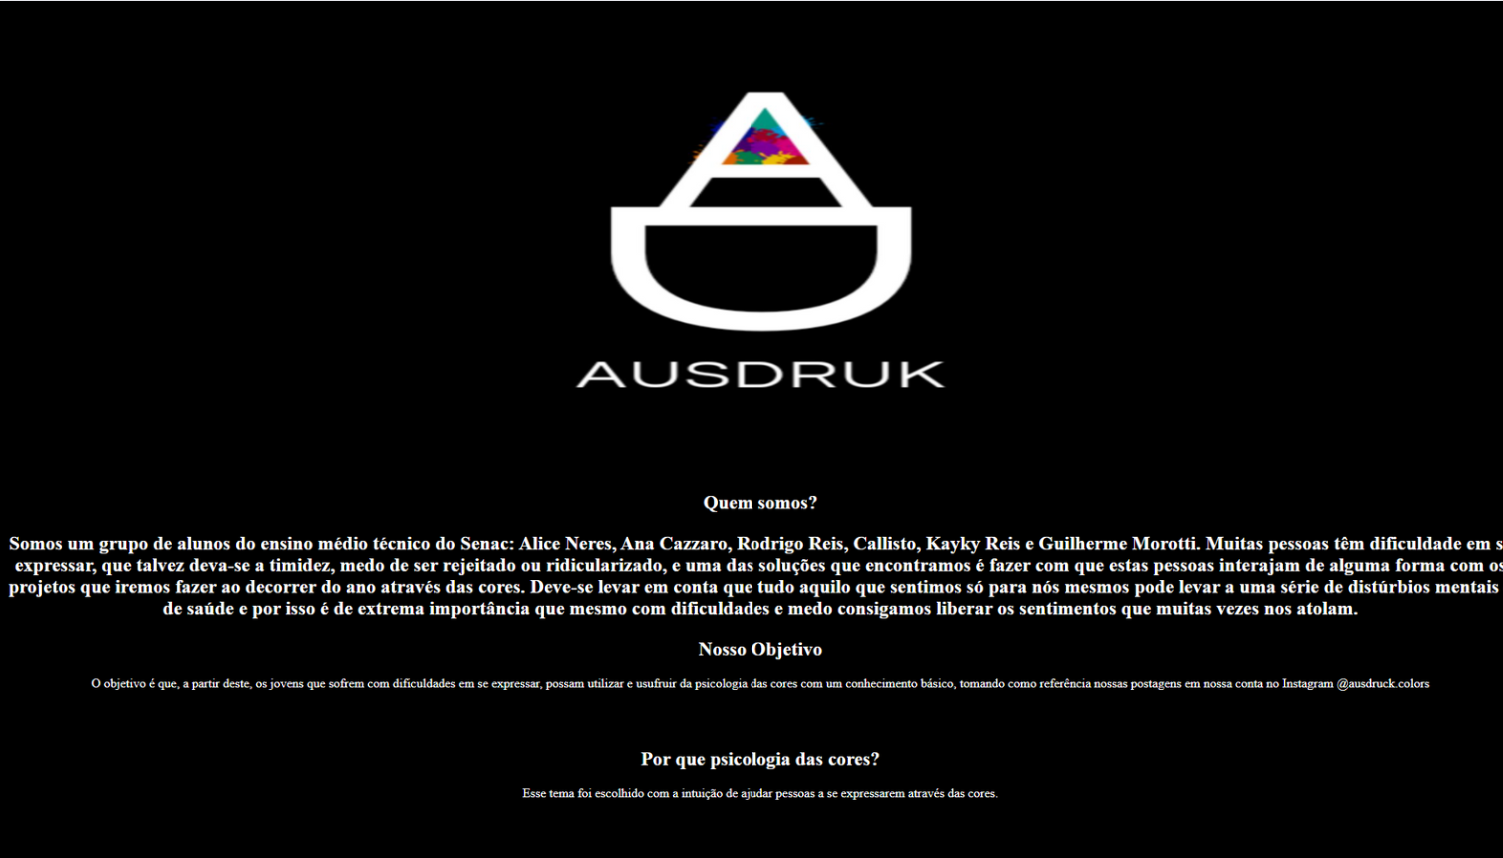 AUSDRUK
Quem somos?
Somos um grupo de alunos do ensino médio técnico do Senac: Alice Neres, Ana Cazzaro, Rodrigo Reis, Callisto, Kayky Reis e Guilherme Morotti. Muitas pessoas têm dificuldade em s
expressar, que talvez deva-se a timidez, medo de ser rejeitado ou ridicularizado, e uma das soluções que encontramos é fazer com que estas pessoas interajam de alguma forma com os
projetos que iremos fazer ao decorrer do ano através das cores. Deve-se levar em conta que tudo aquilo que sentimos só para nós mesmos pode levar a uma série de distúrbios mentais
de saúde e por isso é de extrema importância que mesmo com dificuldades e medo consigamos liberar os sentimentos que muitas vezes nos atolam.
Nosso Objetivo
O objetivo é que, a partir deste, os jovens que sofrem com dificuldades em se expressar, possam utilizar e usufruir da psicologia das cores com um conhecimento básico, tomando como referência nossas postagens em nossa conta no Instagram @ausdruck.colors
Por que psicologia das cores?
Esse tema foi escolhido com a intuição de ajudar pessoas a se expressarem através das cores.